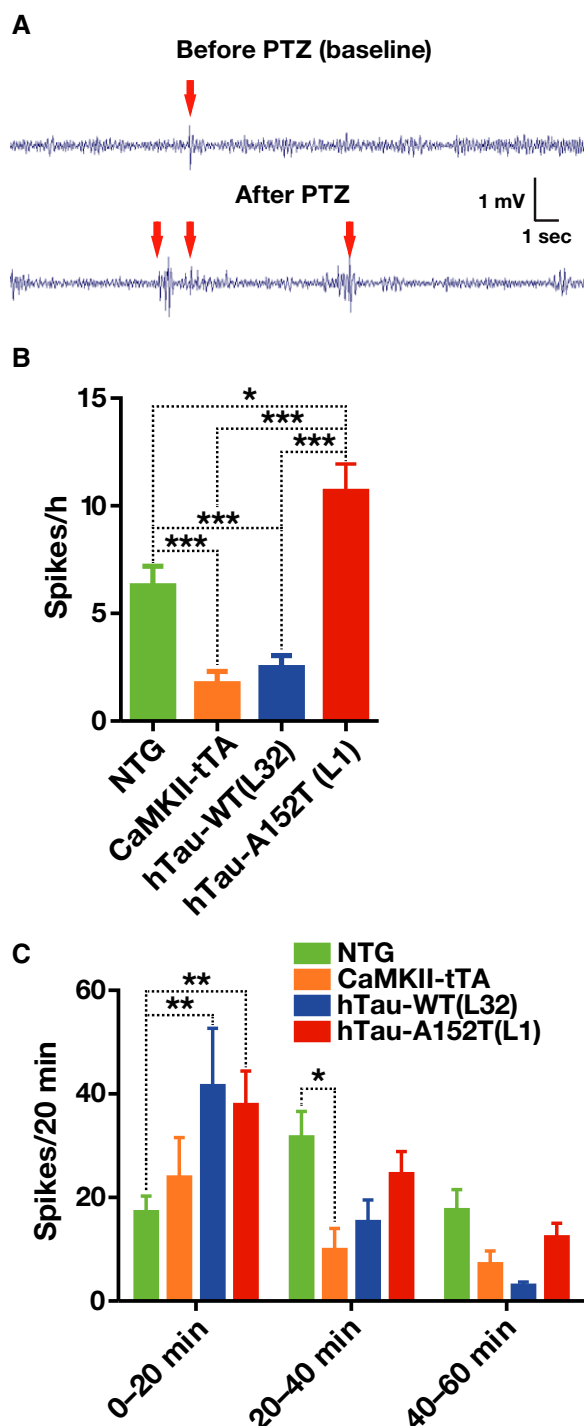 A
Before PTZ (baseline)
After PTZ
1 mV
1 sec
B
15
10
5
0
Spikes/h
*
***
***
***
***
NTG
CaMKII-tTA
hTau-WT(L32)
hTau-A152T (L1)
C
NTG
CaMKII-tTA
hTau-WT(L32)
hTau-A152T(L1)
60
40
20
0
Spikes/20 min
**
**
*
0–20 min
20–40 min
40–60 min